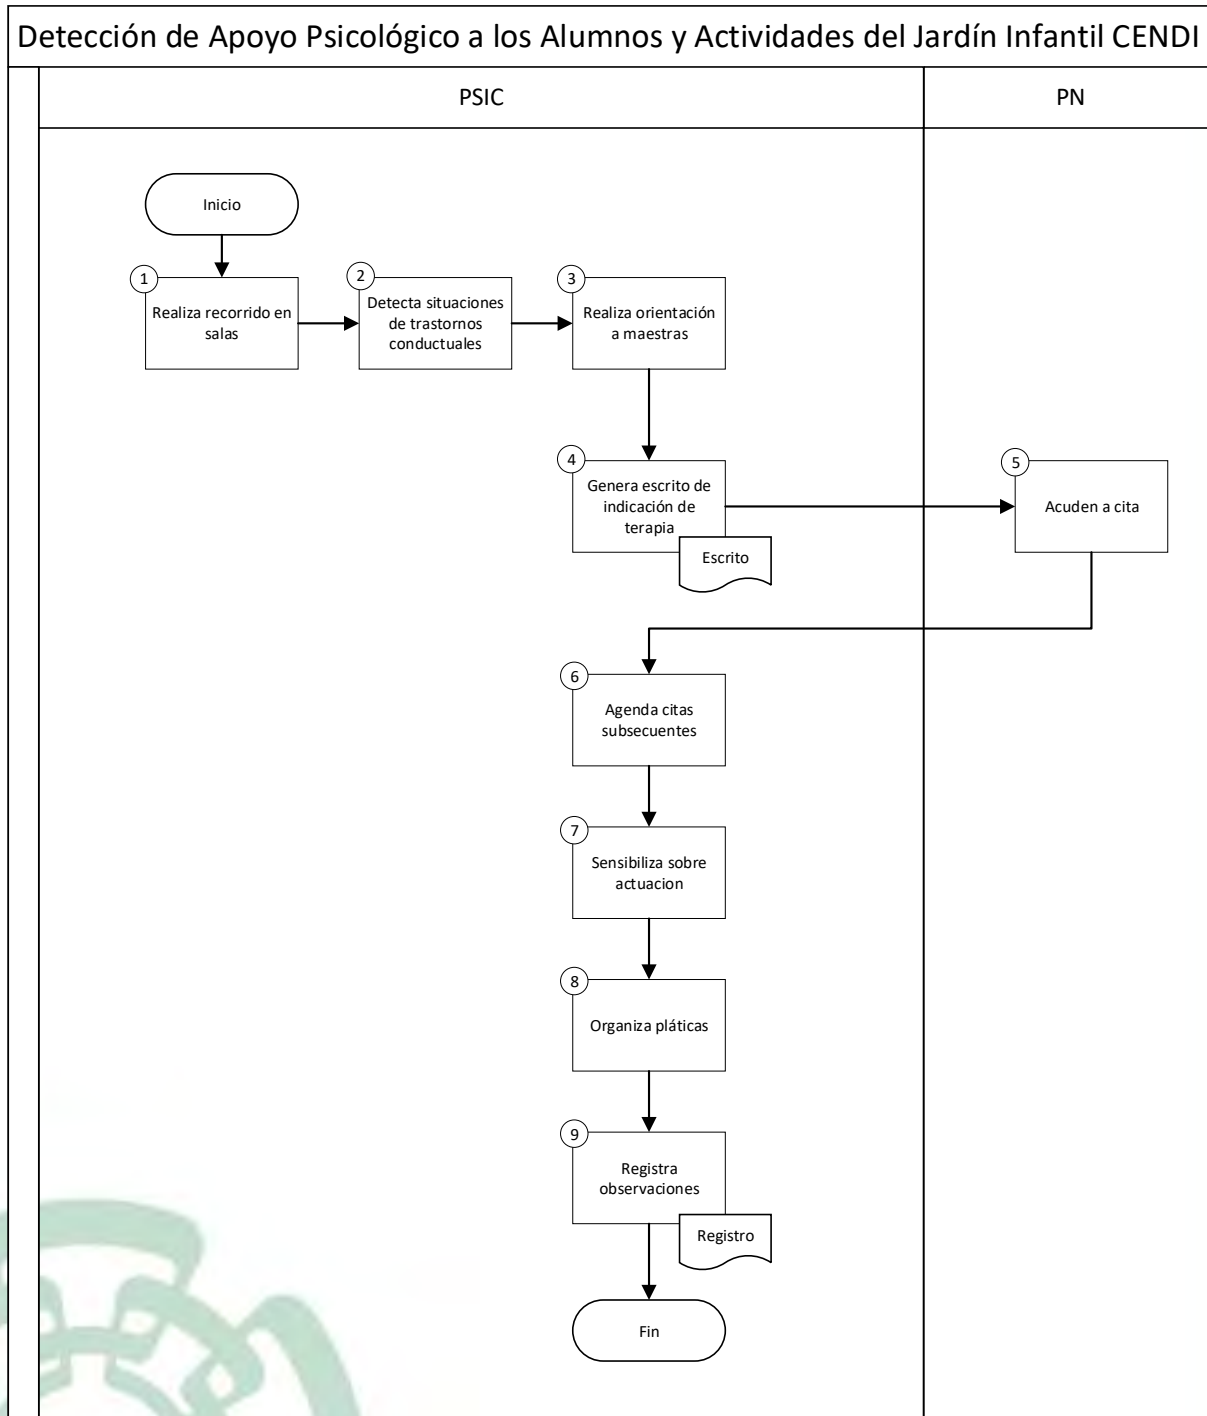 Detección de Apoyo Psicológico a los Alumnos y Actividades del Jardín Infantil CENDI
PSIC
PN
Inicio
1
Realiza recorrido en
salas
2
Detecta situaciones
de trastornos
conductuales
3
Realiza orientación
a maestras
4
Genera escrito de
indicación de
terapia
Escrito
5
Acuden a cita
6
Agenda citas
subsecuentes
7
Sensibiliza sobre
actuacion
8
Organiza pláticas
9
Registra
observaciones
Registro
Fin